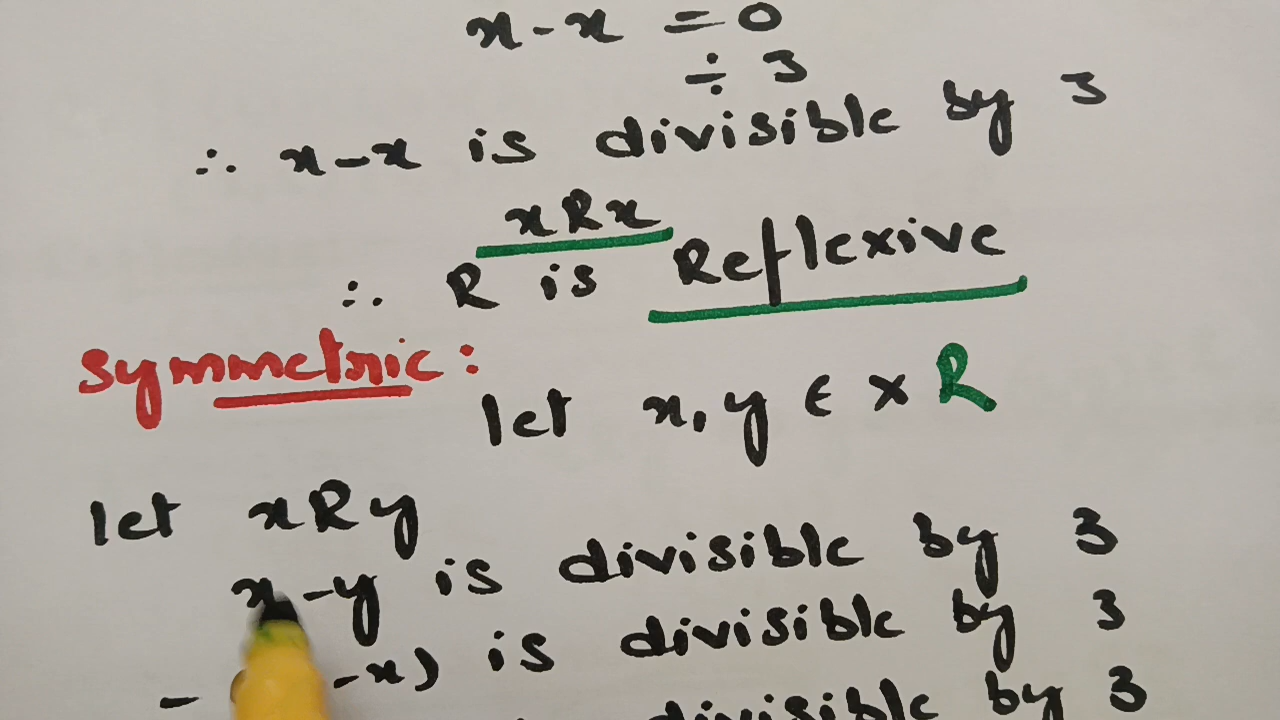 x - x = 0
÷ 3
∴ x - x is divisible by 3
xRx
∴ R is Reflexive
Symmetric :
let x, y ∈ X R
let xRy
x - y is divisible by 3
- x) is divisible by 3
divisible by 3